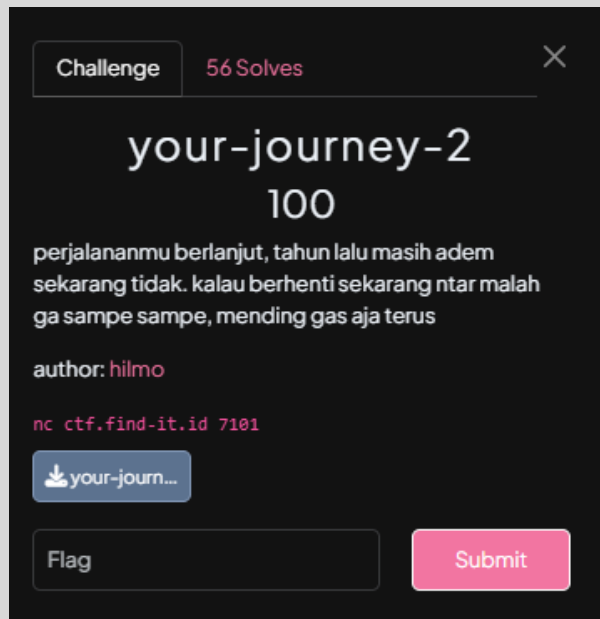 Challenge
56 Solves
your-journey-2
100
perjalananmu berlanjut, tahun lalu masih adem
sekarang tidak. kalau berhenti sekarang ntar malah
ga sampe sampe, mending gas aja terus
author: hilmo
nc ctf.find-it.id 7101
your-journ...
Flag
Submit